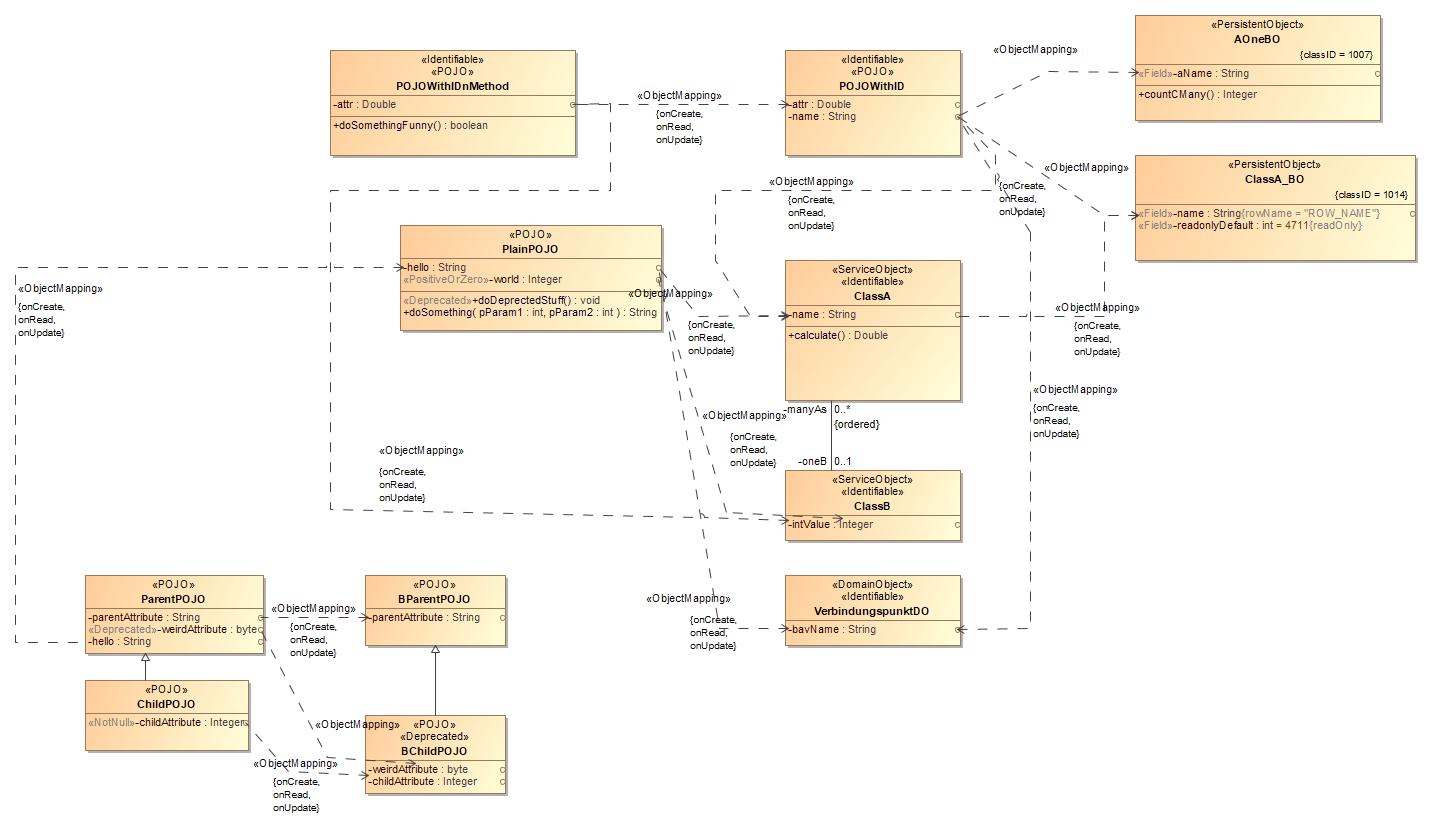 «PersistentObject»
AOneBO
{classID = 1007}
«Field»-aName : String
+countCMany() : Integer
«Identifiable»
«POJO»
POJOWithIDnMethod
-attr : Double
+doSomethingFunny() : boolean
«ObjectMapping»
{onCreate,
onRead,
onUpdate}
«Identifiable»
«POJO»
POJOWithID
-attr : Double
-name : String
«ObjectMapping»
«PersistentObject»
ClassA_BO
{classID = 1014}
«Field»-name : String{rowName = "ROW_NAME"}
«Field»-readonlyDefault : int = 4711{readOnly}
«ObjectMapping»
{onCreate,
onRead,
onUpdate}
«ObjectMapping»
{onCreate,
onRead,
onUpdate}
«POJO»
PlainPOJO
-hello : String
«PositiveOrZero»-world : Integer
«Deprecated»+doDeprectedStuff() : void
+doSomething( pParam1 : int, pParam2 : int ) : String
«ObjectMapping»
{onCreate,
onRead,
onUpdate}
«ObjectMapping»
{onCreate,
onRead,
onUpdate}
«ServiceObject»
«Identifiable»
ClassA
-name : String
+calculate() : Double
«ObjectMapping»
{onCreate,
onRead,
onUpdate}
«ObjectMapping»
{onCreate,
onRead,
onUpdate}
-manyAs
0..*
{ordered}
-oneB
0..1
«ObjectMapping»
{onCreate,
onRead,
onUpdate}
«ObjectMapping»
{onCreate,
onRead,
onUpdate}
«ServiceObject»
«Identifiable»
ClassB
-intValue : Integer
«DomainObject»
«Identifiable»
VerbindungspunktDO
-bavName : String
«ObjectMapping»
{onCreate,
onRead,
onUpdate}
«POJO»
ParentPOJO
-parentAttribute : String
«Deprecated»-weirdAttribute : byte
-hello : String
«ObjectMapping»
{onCreate,
onRead,
onUpdate}
«POJO»
BParentPOJO
-parentAttribute : String
«POJO»
ChildPOJO
«NotNull»-childAttribute : Integer
«ObjectMapping»
«POJO»
«Deprecated»
BChildPOJO
-weirdAttribute : byte
-childAttribute : Integer
«ObjectMapping»
{onCreate,
onRead,
onUpdate}